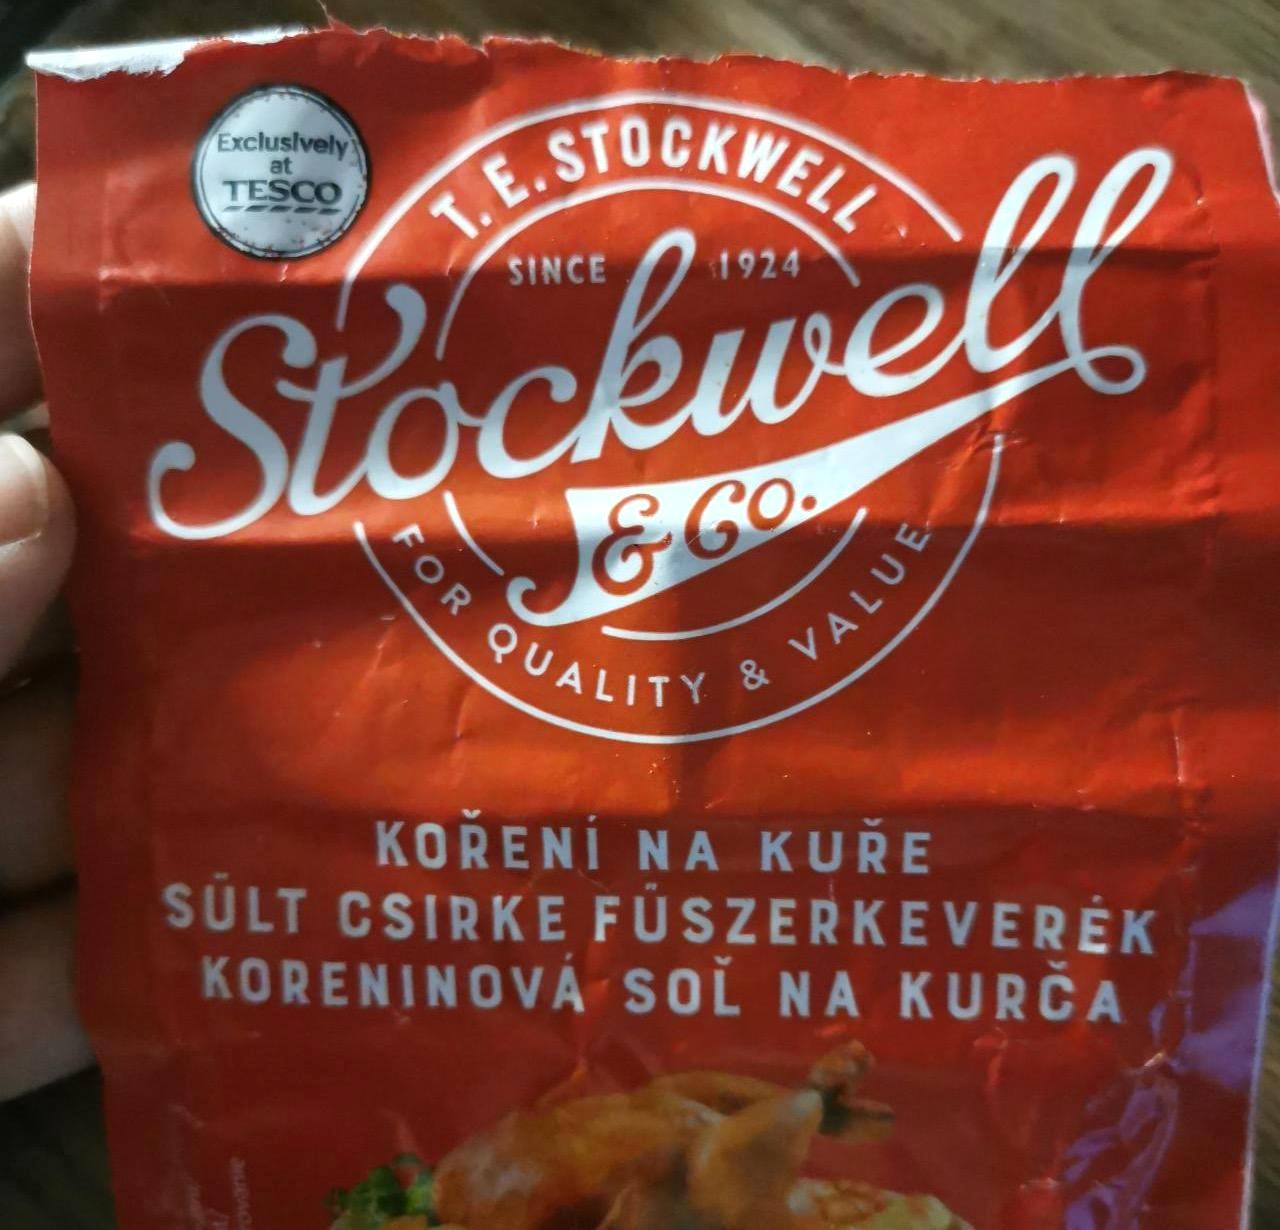 Exclusively
at
TESCO
T. E. STOCKWELL
SINCE 1924
Stockwell
& Co.
FOR QUALITY & VALUE
KOŘENÍ NA KUŘE
SÜLT CSIRKE FŰSZERKEVERÉK
KORENINOVÁ SOĽ NA KURČA